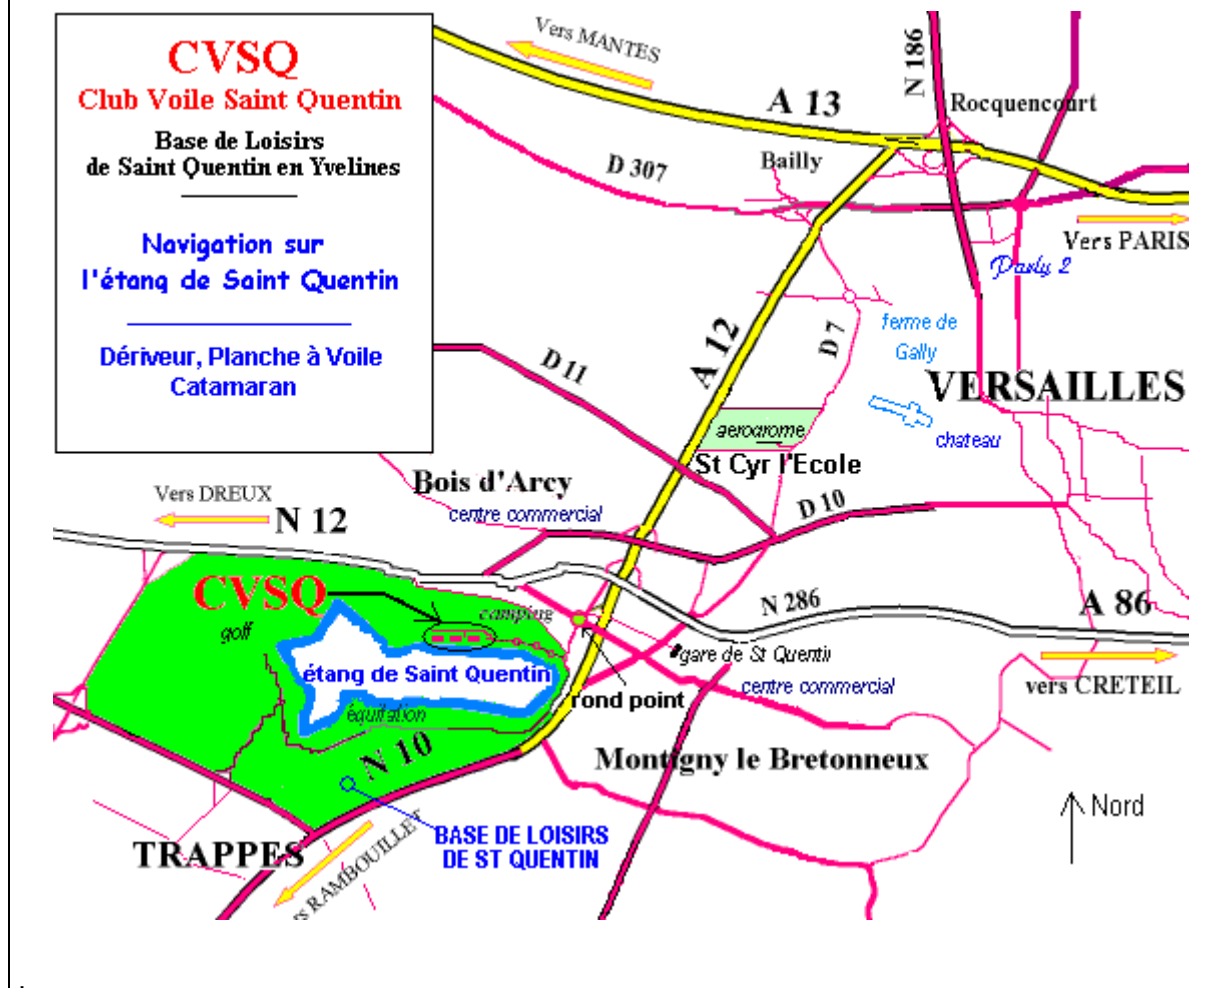 CVSQ
Club Voile Saint Quentin
Base de Loisirs
de Saint Quentin en Yvelines
Navigation sur
l'étang de Saint Quentin
Dériveur, Planche à Voile
Catamaran
Vers MANTES
A 13
N 186
Rocquencourt
Bailly
D 307
Vers PARIS
Parly 2
A 12
D 7
ferme de
Gally
D 11
VERSAILLES
aerodrome
chateau
St Cyr l'Ecole
Bois d'Arcy
Vers DREUX
N 12
centre commercial
D 10
CVSQ
camping
N 286
A 86
golf
gare de St Quentin
étang de Saint Quentin
centre commercial
vers CRETEIL
rond point
équitation
N 10
Montigny le Bretonneux
Nord
BASE DE LOISIRS
DE ST QUENTIN
TRAPPES
RAMBOUILLET